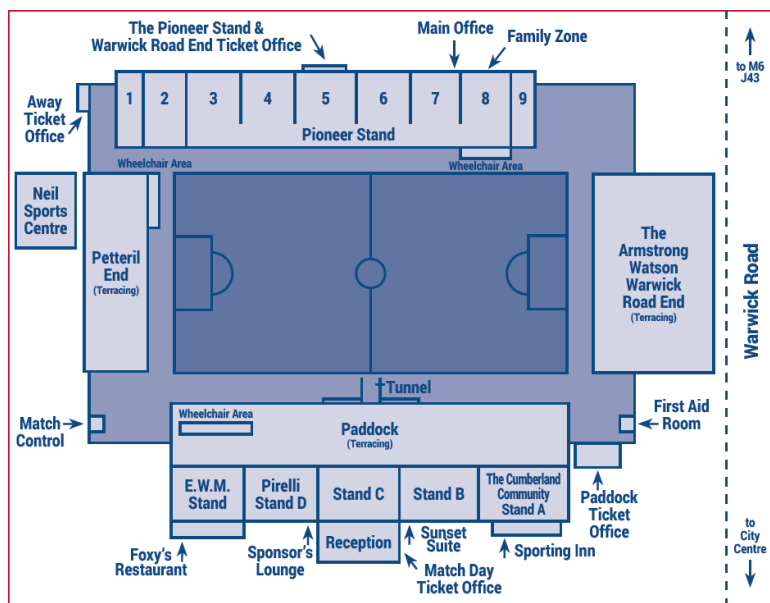 The Pioneer Stand &
Warwick Road End Ticket Office
Main Office
Family Zone
to M6
J43
Away
Ticket
Office
1 2 3 4 5 6 7 8 9
Pioneer Stand
Wheelchair Area
Wheelchair Area
Neil
Sports
Centre
Petteril
End
(Terracing)
The
Armstrong
Watson
Warwick
Road End
(Terracing)
Warwick Road
Tunnel
Match
Control
Wheelchair Area
Paddock
(Terracing)
First Aid
Room
E.W.M.
Stand
Pirelli
Stand D
Stand C
Stand B
The Cumberland
Community
Stand A
Paddock
Ticket
Office
Foxy's
Restaurant
Sponsor's
Lounge
Reception
Sunset
Suite
Match Day
Ticket Office
Sporting Inn
to
City
Centre